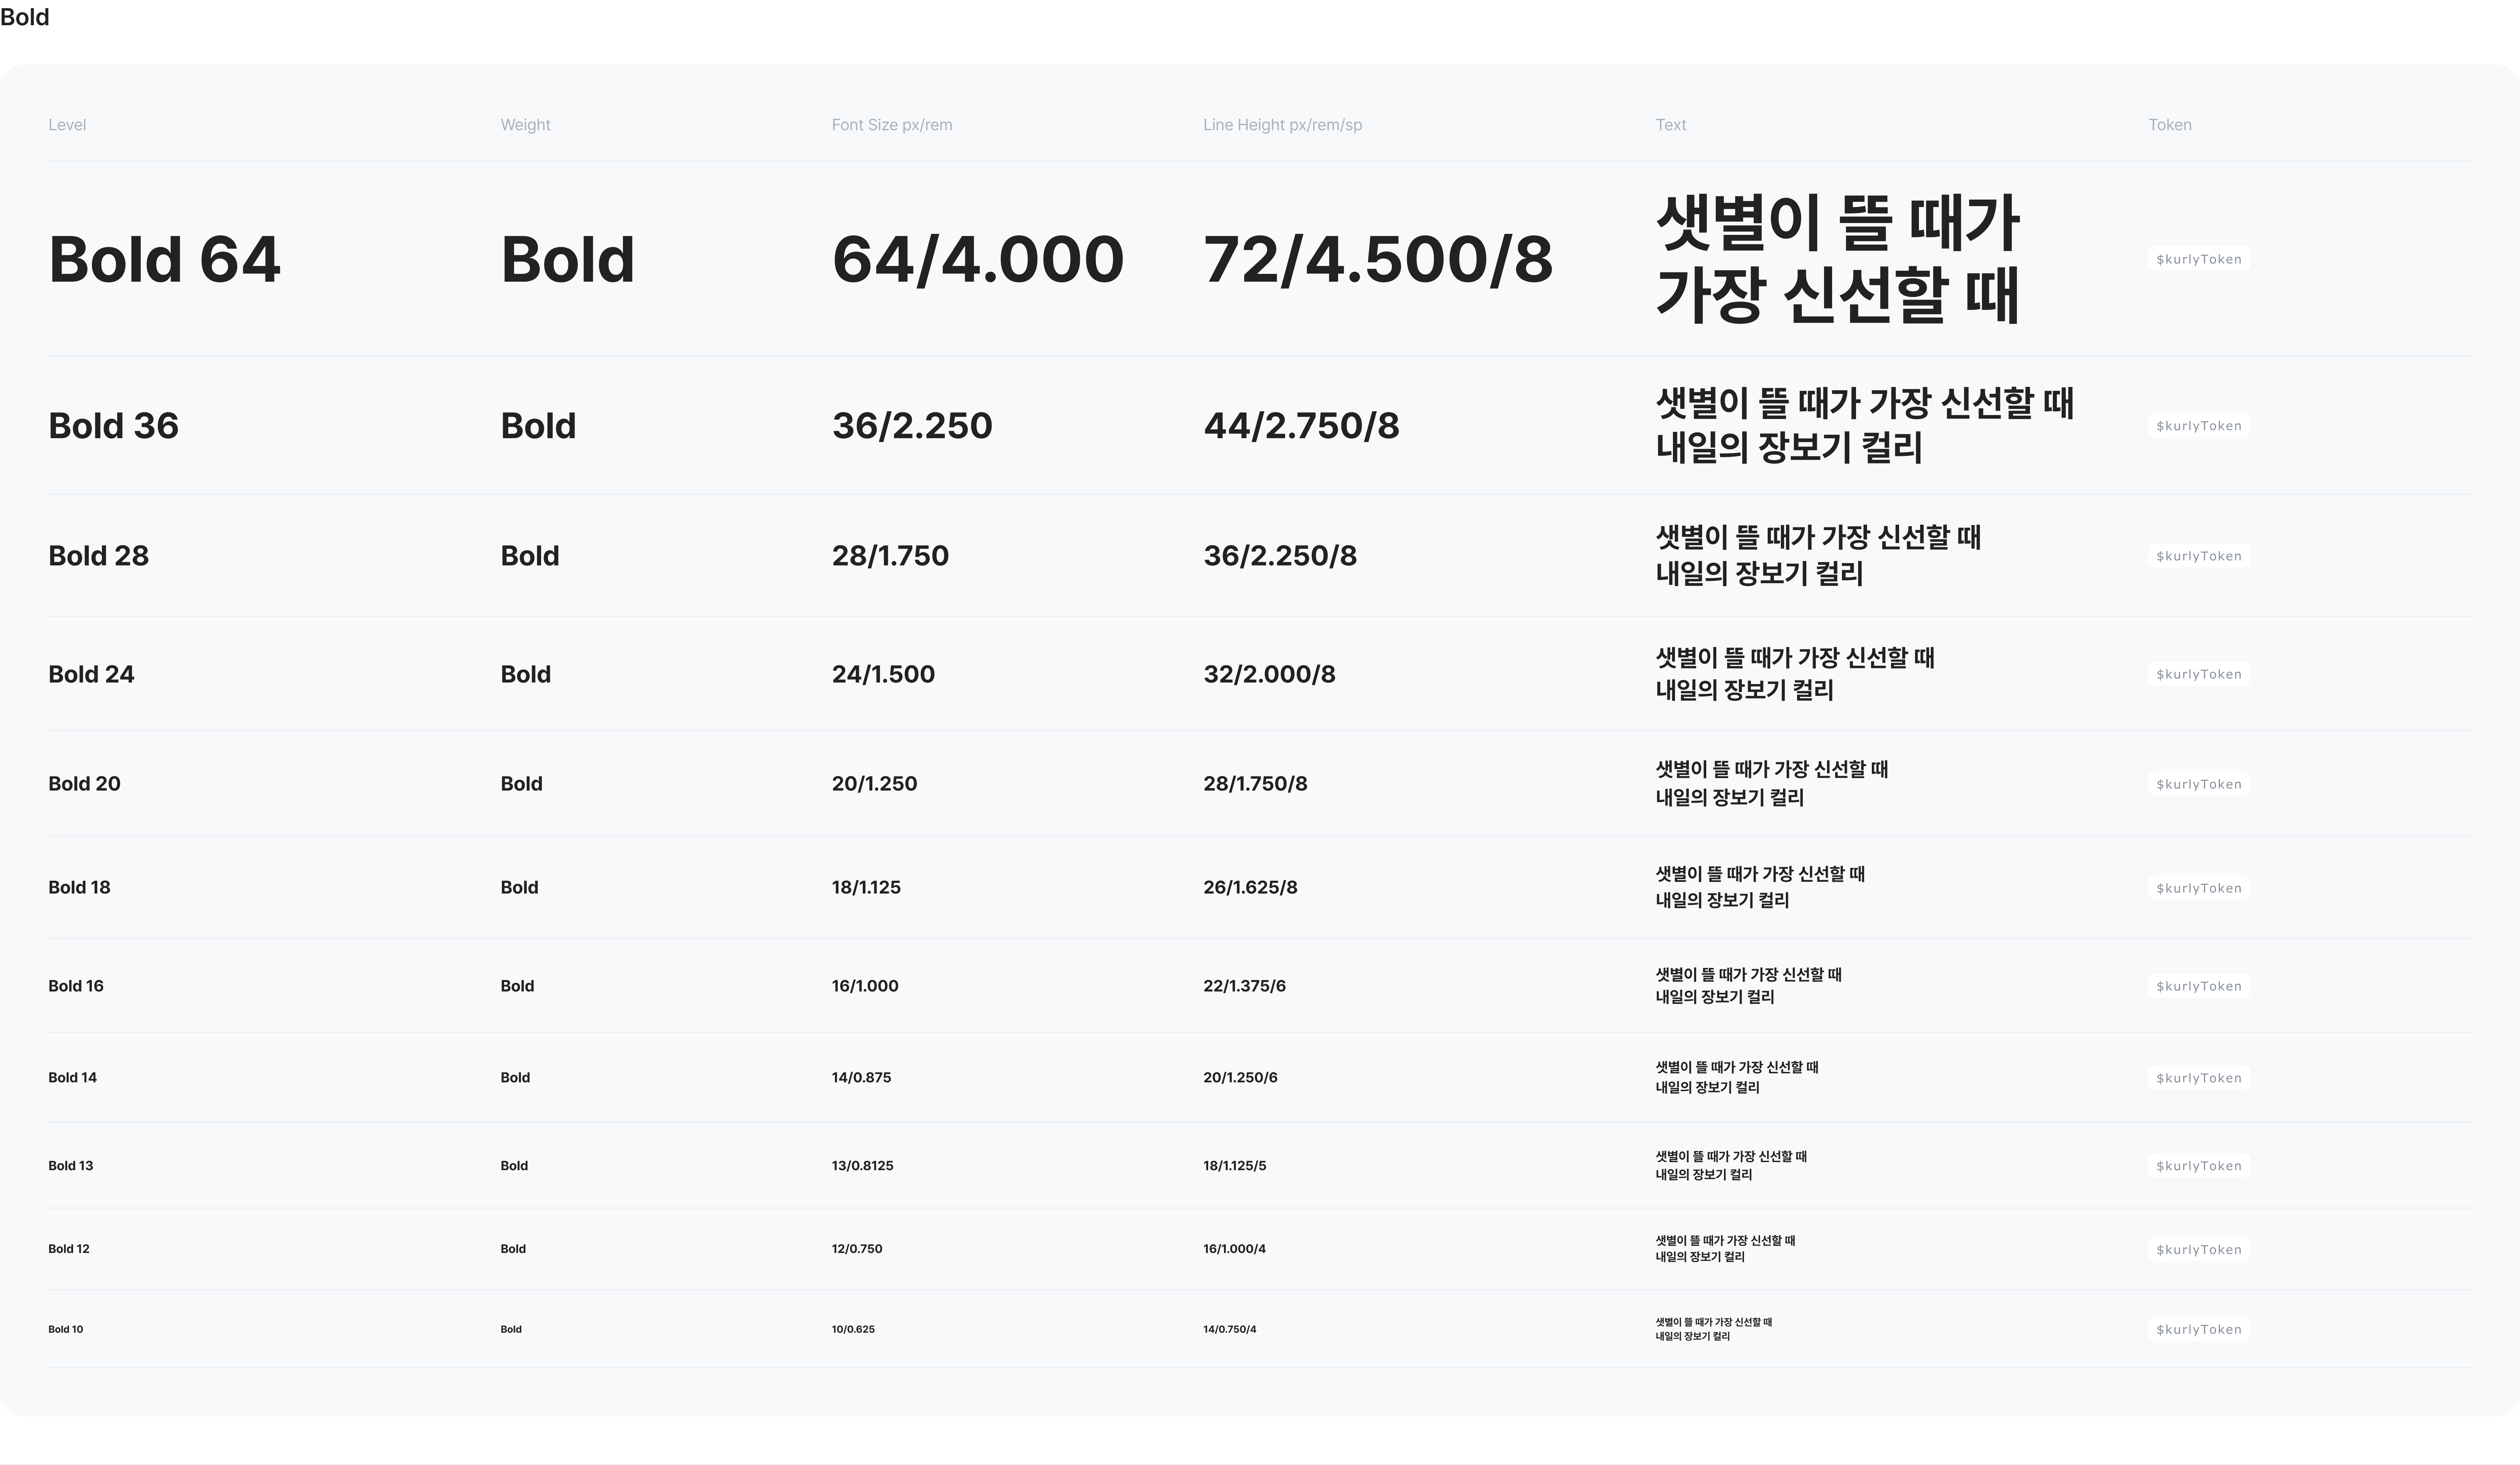 Bold
Level Weight Font Size px/rem Line Height px/rem/sp Text Token
Bold 64 Bold 64/4.000 72/4.500/8 샛별이 뜰 때가 $kurlyToken
가장 신선할 때
Bold 36 Bold 36/2.250 44/2.750/8 샛별이 뜰 때가 가장 신선할 때 $kurlyToken
내일의 장보기 컬리
Bold 28 Bold 28/1.750 36/2.250/8 샛별이 뜰 때가 가장 신선할 때 $kurlyToken
내일의 장보기 컬리
Bold 24 Bold 24/1.500 32/2.000/8 샛별이 뜰 때가 가장 신선할 때 $kurlyToken
내일의 장보기 컬리
Bold 20 Bold 20/1.250 28/1.750/8 샛별이 뜰 때가 가장 신선할 때 $kurlyToken
내일의 장보기 컬리
Bold 18 Bold 18/1.125 26/1.625/8 샛별이 뜰 때가 가장 신선할 때 $kurlyToken
내일의 장보기 컬리
Bold 16 Bold 16/1.000 22/1.375/6 샛별이 뜰 때가 가장 신선할 때 $kurlyToken
내일의 장보기 컬리
Bold 14 Bold 14/0.875 20/1.250/6 샛별이 뜰 때가 가장 신선할 때 $kurlyToken
내일의 장보기 컬리
Bold 13 Bold 13/0.8125 18/1.125/5 샛별이 뜰 때가 가장 신선할 때 $kurlyToken
내일의 장보기 컬리
Bold 12 Bold 12/0.750 16/1.000/4 샛별이 뜰 때가 가장 신선할 때 $kurlyToken
내일의 장보기 컬리
Bold 10 Bold 10/0.625 14/0.750/4 샛별이 뜰 때가 가장 신선할 때 $kurlyToken
내일의 장보기 컬리